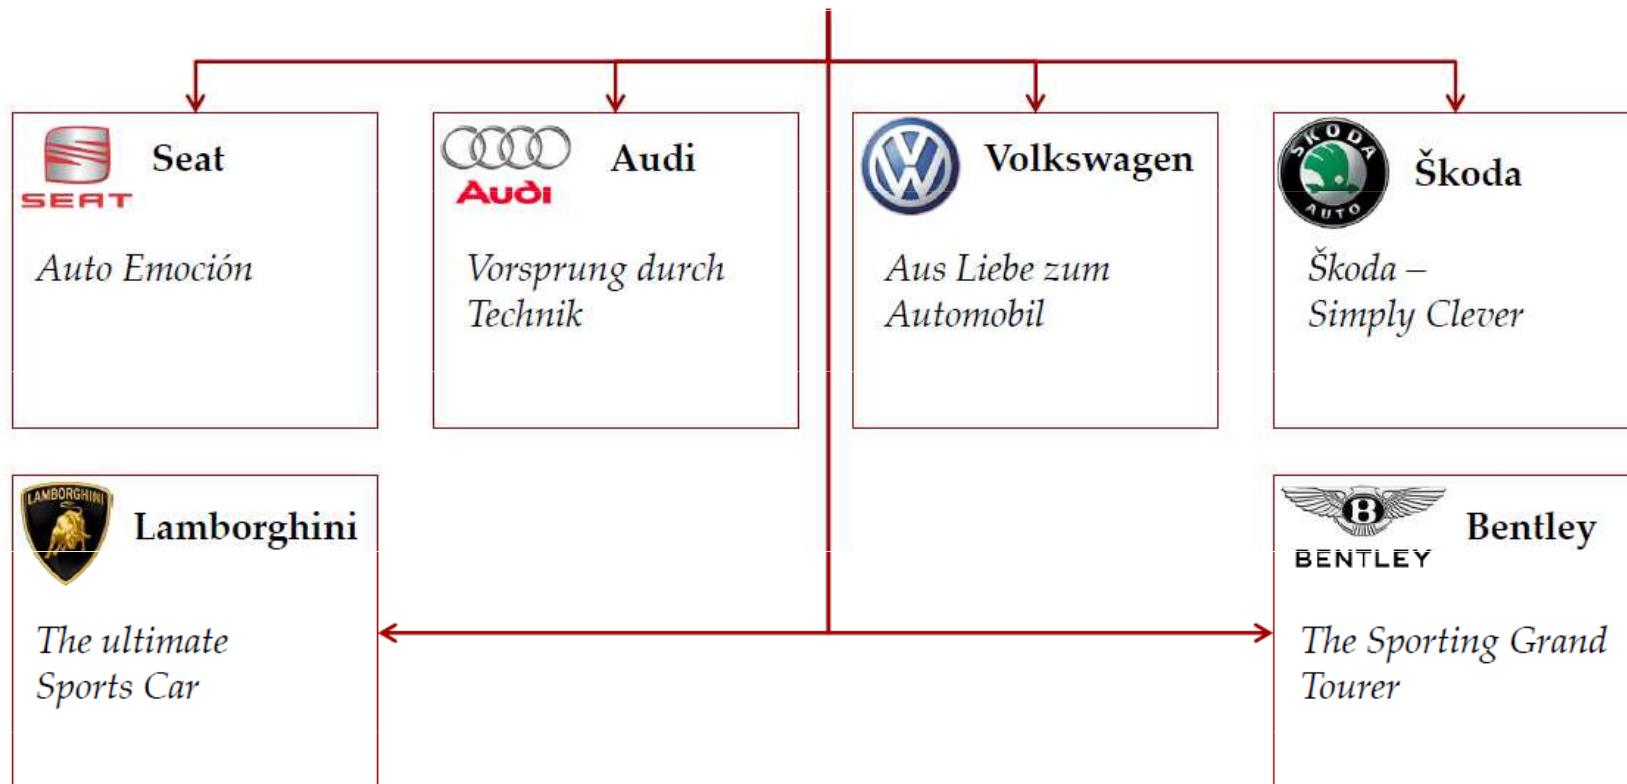 SEAT
Seat
Auto Emoción
Audi
Audi
Vorsprung durch
Technik
Volkswagen
Aus Liebe zum
Automobil
SKODA
AUTO
Škoda
Škoda –
Simply Clever
LAMBORGHINI
Lamborghini
The ultimate
Sports Car
B
BENTLEY
Bentley
The Sporting Grand
Tourer